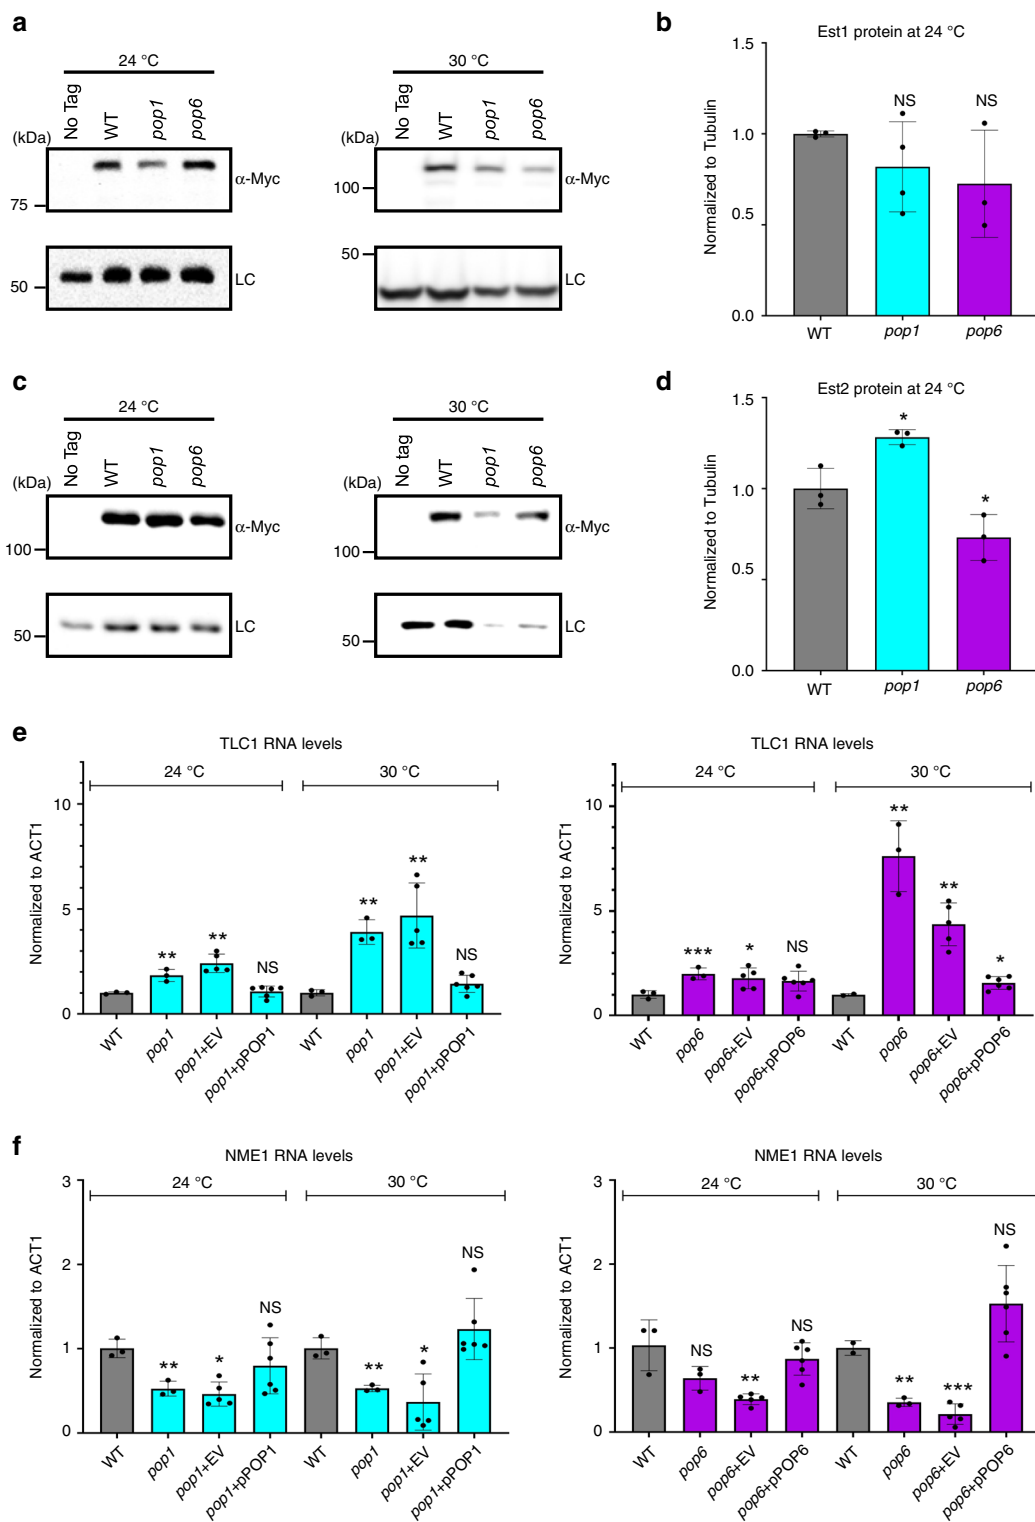 a
24 °C
No Tag
WT
pop1
pop6
(kDa)
75
α-Myc
50
LC
30 °C
No Tag
WT
pop1
pop6
(kDa)
100
α-Myc
50
LC
b
Est1 protein at 24 °C
Normalized to Tubulin
1.5
1.0
0.5
0.0
NS
NS
WT
pop1
pop6
c
24 °C
No Tag
WT
pop1
pop6
(kDa)
100
α-Myc
50
LC
30 °C
No tag
WT
pop1
pop6
(kDa)
100
α-Myc
50
LC
d
Est2 protein at 24 °C
Normalized to Tubulin
1.5
1.0
0.5
0.0
*
*
WT
pop1
pop6
e
TLC1 RNA levels
24 °C
30 °C
Normalized to ACT1
10
5
0
**
**
NS
**
**
NS
WT
pop1
pop1+EV
pop1+pPOP1
WT
pop1
pop1+EV
pop1+pPOP1
TLC1 RNA levels
24 °C
30 °C
Normalized to ACT1
10
5
0
***
*
NS
**
**
*
WT
pop6
pop6+EV
pop6+pPOP6
WT
pop6
pop6+EV
pop6+pPOP6
f
NME1 RNA levels
24 °C
30 °C
Normalized to ACT1
3
2
1
0
**
*
NS
**
*
NS
WT
pop1
pop1+EV
pop1+pPOP1
WT
pop1
pop1+EV
pop1+pPOP1
NME1 RNA levels
24 °C
30 °C
Normalized to ACT1
3
2
1
0
NS
**
NS
**
***
NS
WT
pop6
pop6+EV
pop6+pPOP6
WT
pop6
pop6+EV
pop6+pPOP6